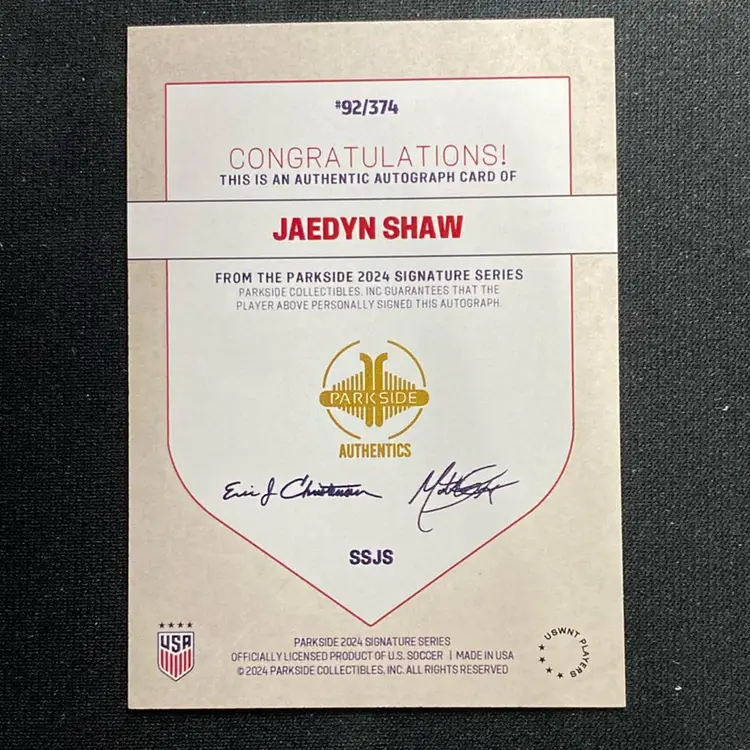 #92/374
CONGRATULATIONS!
THIS IS AN AUTHENTIC AUTOGRAPH CARD OF
JAEDYN SHAW
FROM THE PARKSIDE 2024 SIGNATURE SERIES
PARKSIDE COLLECTIBLES, INC GUARANTEES THAT THE
PLAYER ABOVE PERSONALLY SIGNED THIS AUTOGRAPH.
PARKSIDE
AUTHENTICS
Eric J Christensen
SSJS
USA
PARKSIDE 2024 SIGNATURE SERIES
OFFICIALLY LICENSED PRODUCT OF U.S. SOCCER | MADE IN USA
© 2024 PARKSIDE COLLECTIBLES, INC. ALL RIGHTS RESERVED
USWNT PLAYERS